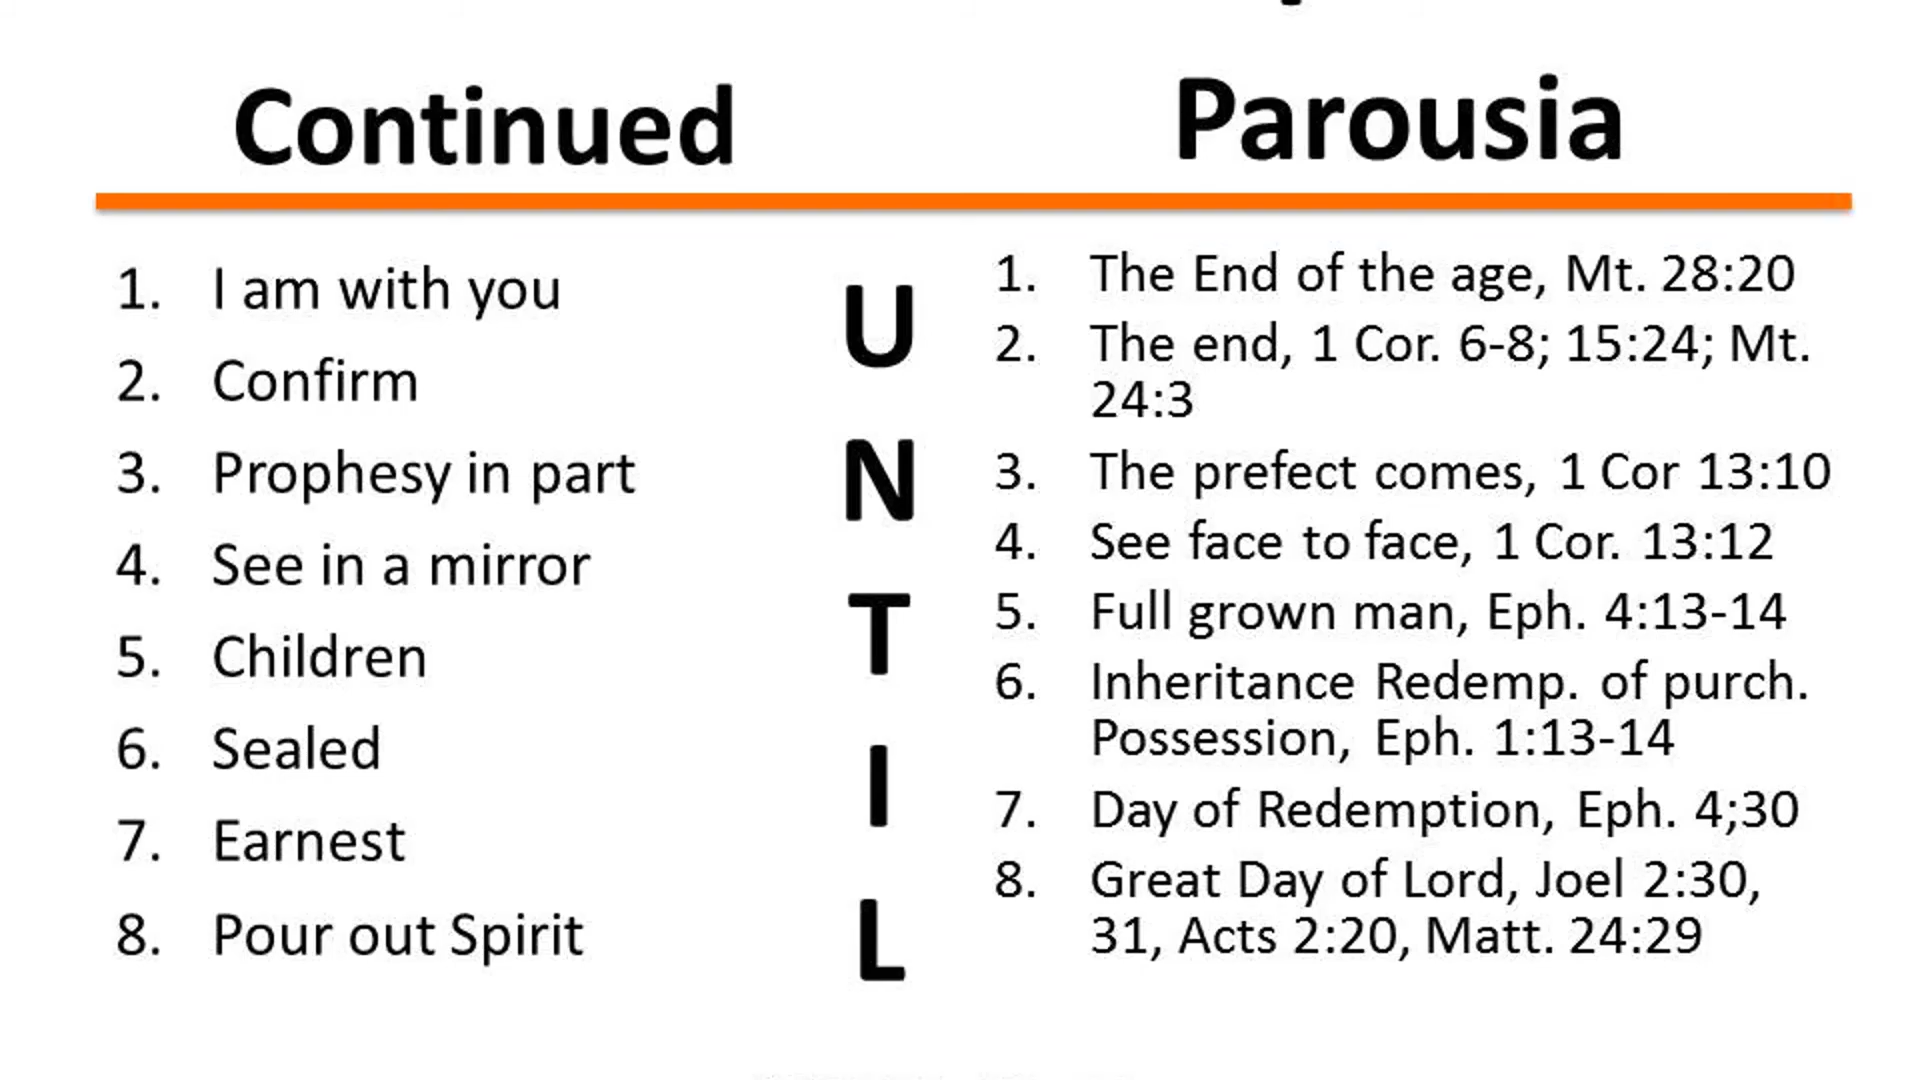 Continued
Parousia
1. I am with you
2. Confirm
3. Prophesy in part
4. See in a mirror
5. Children
6. Sealed
7. Earnest
8. Pour out Spirit
U
N
T
I
L
1. The End of the age, Mt. 28:20
2. The end, 1 Cor. 6-8; 15:24; Mt.
24:3
3. The prefect comes, 1 Cor 13:10
4. See face to face, 1 Cor. 13:12
5. Full grown man, Eph. 4:13-14
6. Inheritance Redemp. of purch.
Possession, Eph. 1:13-14
7. Day of Redemption, Eph. 4;30
8. Great Day of Lord, Joel 2:30,
31, Acts 2:20, Matt. 24:29